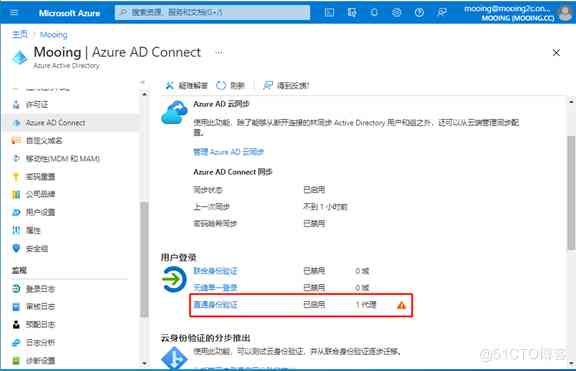 Microsoft Azure
搜索资源、服务和文档(G+/)
mooing@mooing2con...
MOOING (MOOING.CC)
主页 > Mooing >
Mooing | Azure AD Connect ...
Azure Active Directory
疑难解答 刷新 得到反馈?
许可证
Azure AD Connect
自定义域名
移动性(MDM 和 MAM)
密码重置
公司品牌
用户设置
属性
安全组
监视
登录日志
审核日志
预配日志
日志分析
诊断设置
Azure AD 云同步
使用此功能，除了能够从断开连接的林同步 Active Directory 用户和组之外，还可以从云端管理同步配
置。
管理 Azure AD 云同步
Azure AD Connect 同步
同步状态 已启用
上一次同步 不到 1 小时前
密码哈希同步 已禁用
用户登录
联合身份验证 已禁用 0 域
无缝单一登录 已禁用 0 域
直通身份验证 已启用 1 代理
云身份验证的分步推出
使用此功能，可以测试云身份验证，并从联合身份验证逐步迁移。
@51CTO博客